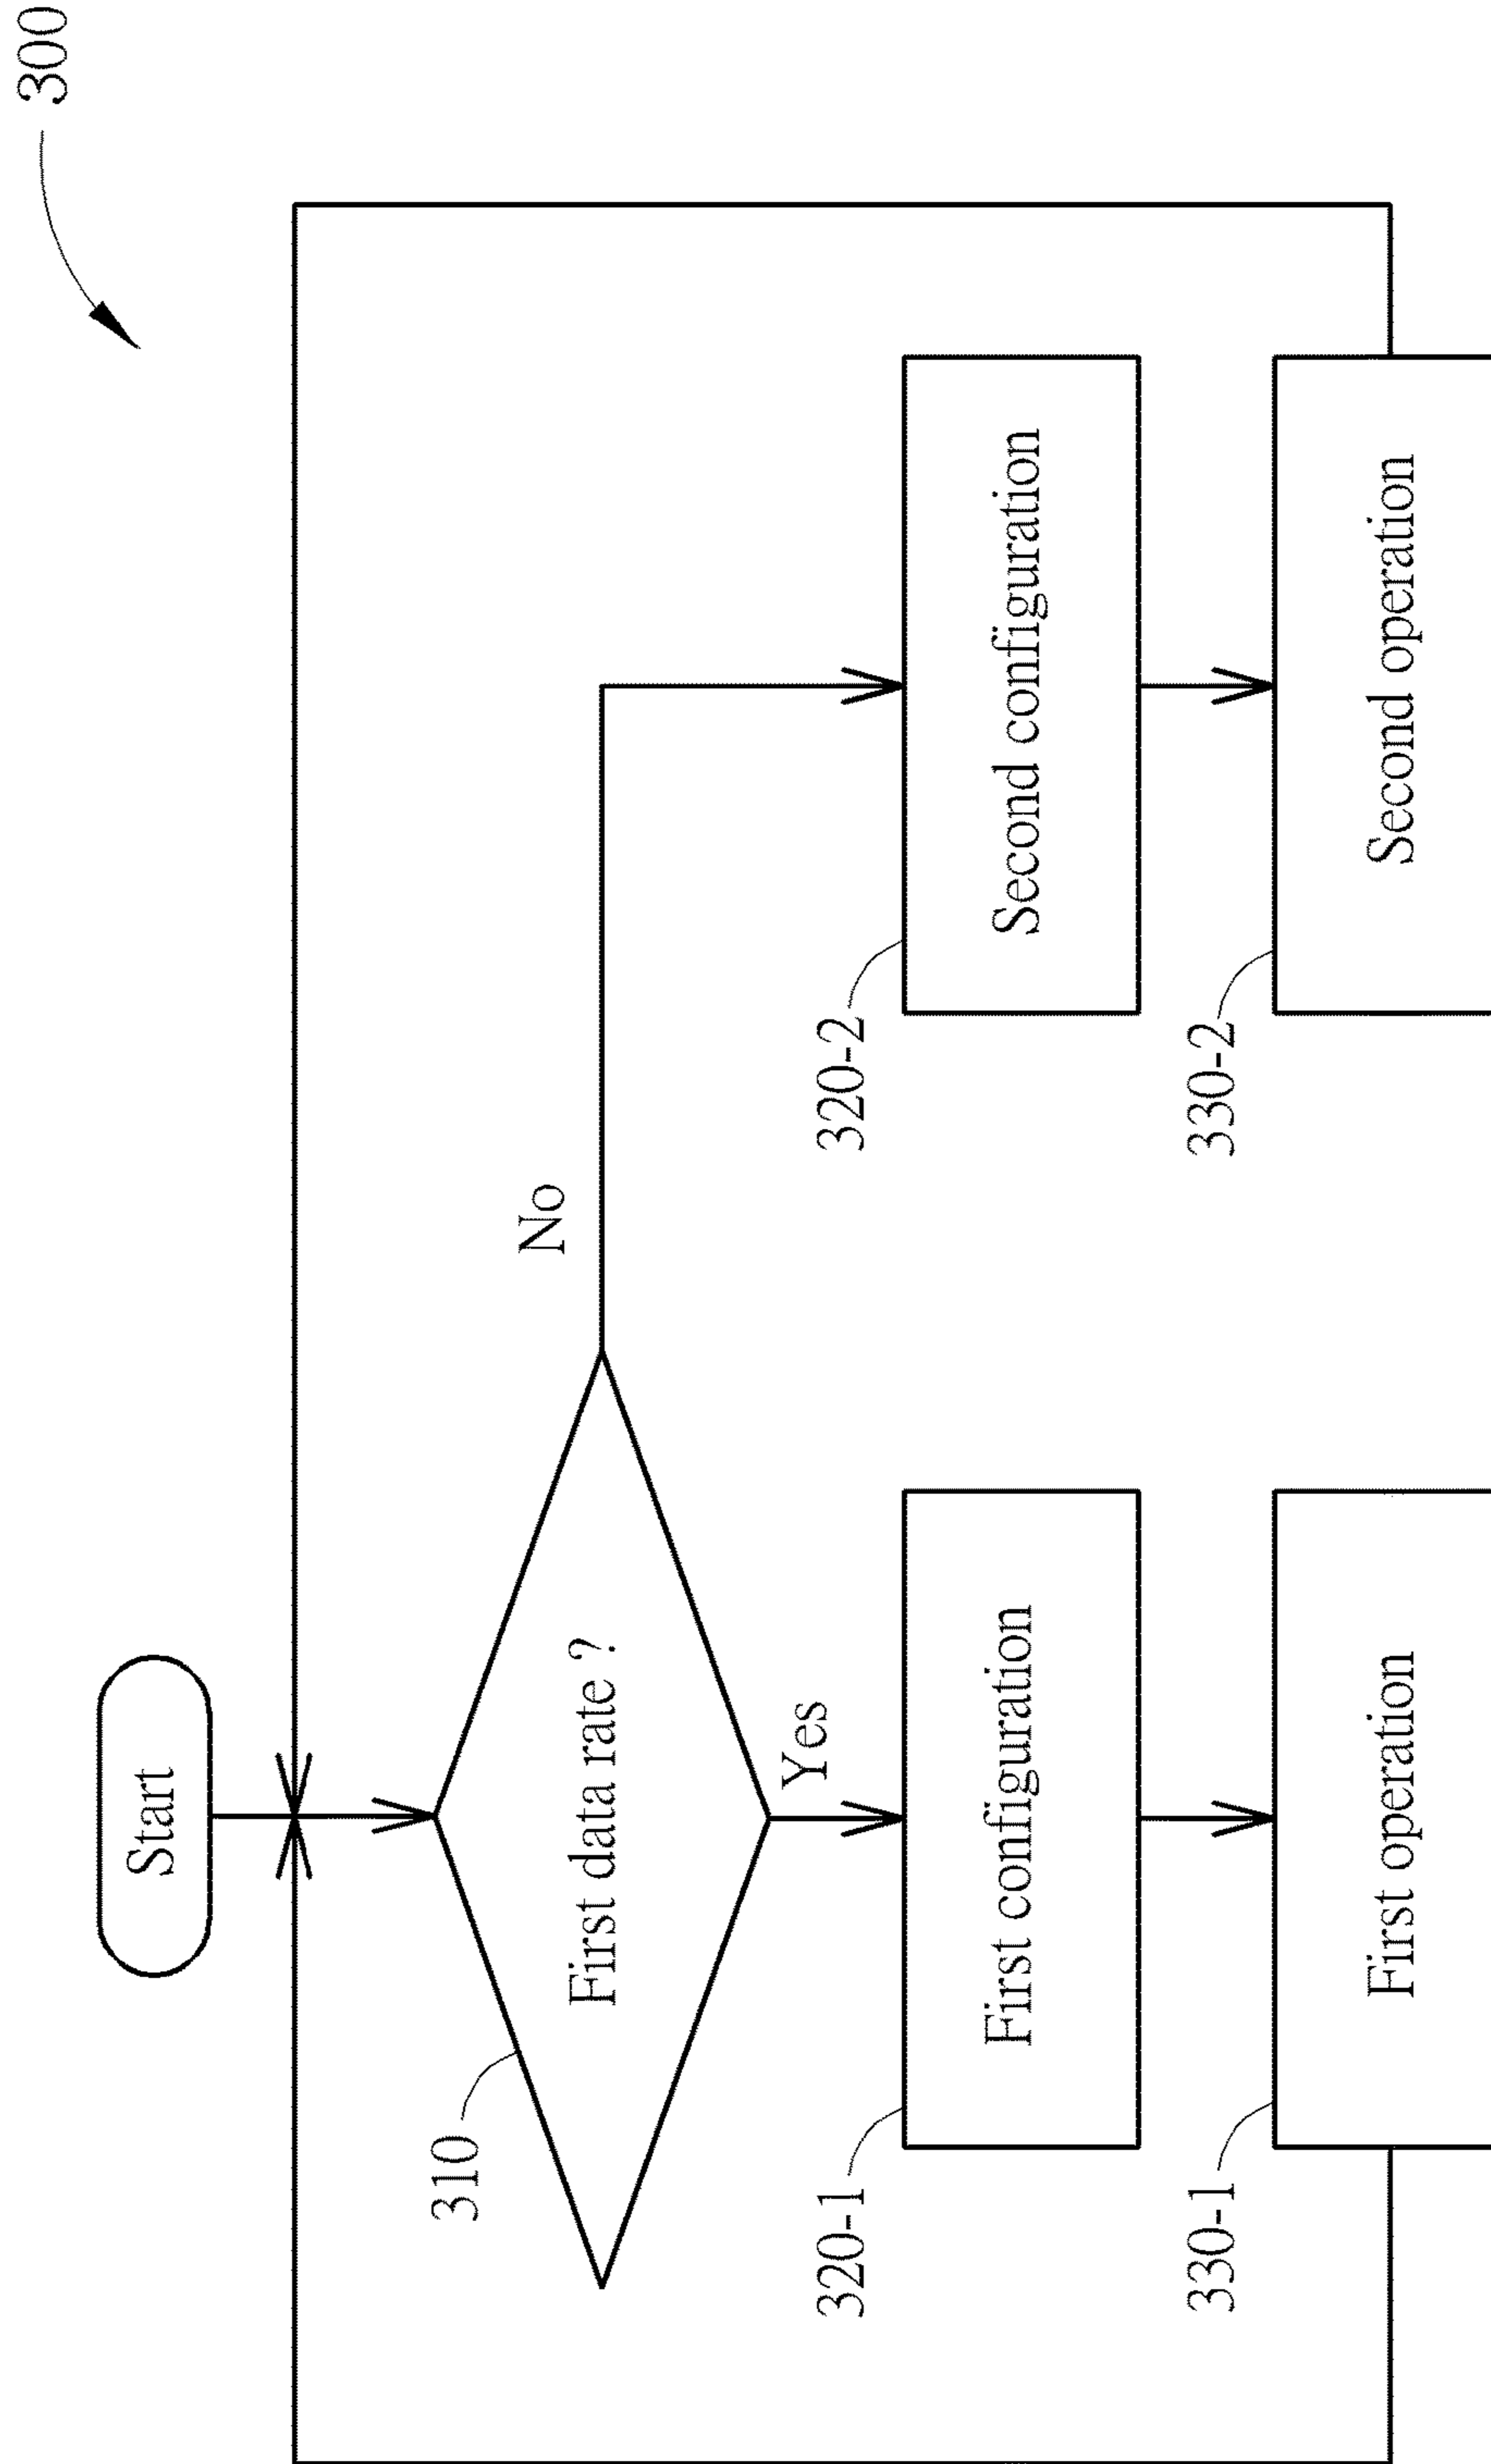 300
Start
310
First data rate ?
No
Yes
320-1
First configuration
320-2
Second configuration
330-1
First operation
330-2
Second operation